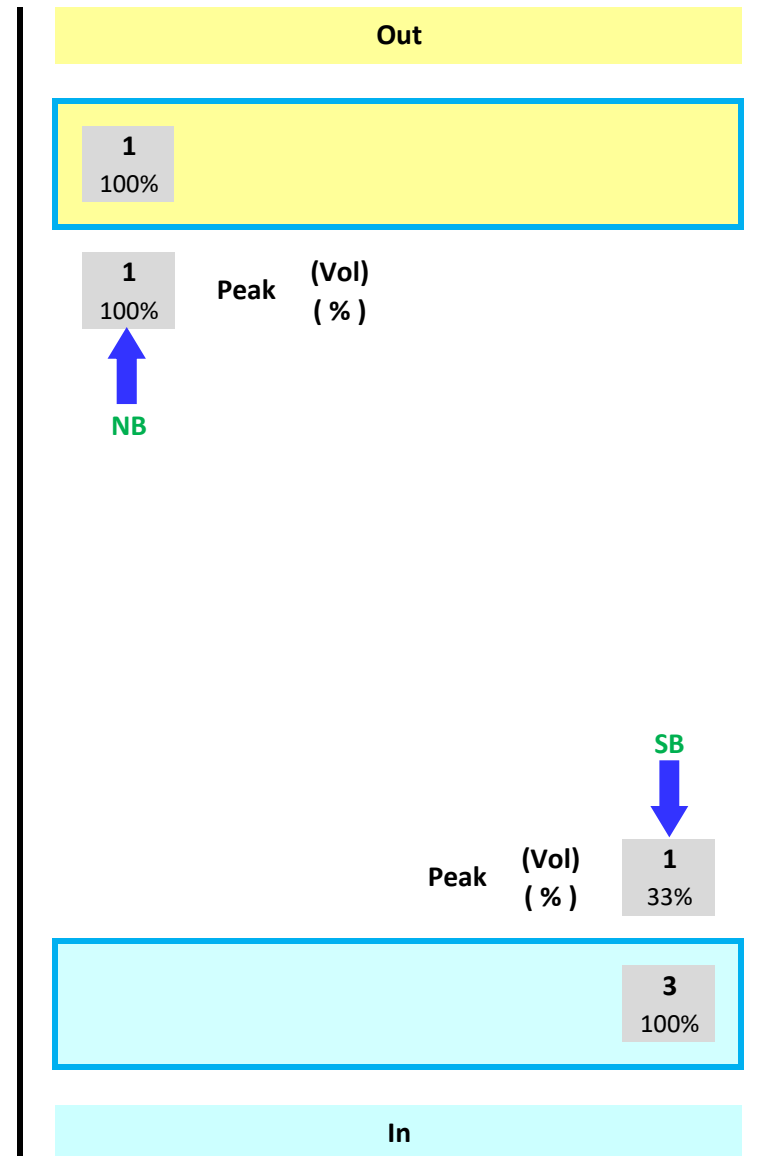 Out
1
100%
1
100%
Peak
(Vol)
( % )
NB
SB
Peak
(Vol)
( % )
1
33%
3
100%
In